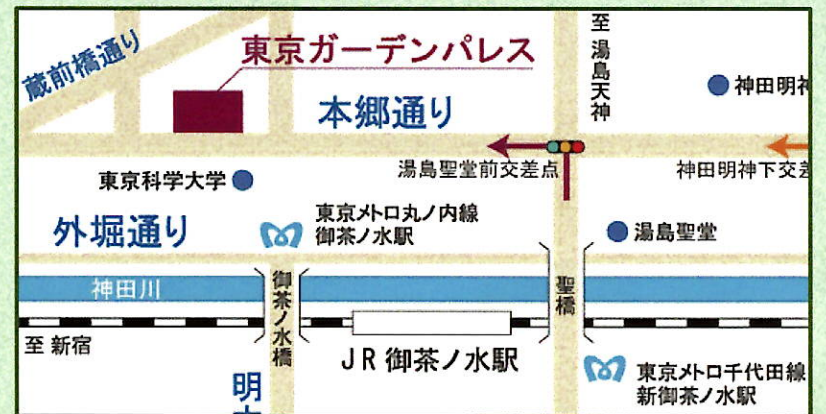 蔵前橋通り
東京ガーデンパレス
至 湯島天神
神田明神
本郷通り
湯島聖堂前交差点
神田明神下交差
東京科学大学
外堀通り
東京メトロ丸ノ内線
御茶ノ水駅
湯島聖堂
神田川
御茶ノ水橋
聖橋
至 新宿
JR 御茶ノ水駅
東京メトロ千代田線
新御茶ノ水駅
明